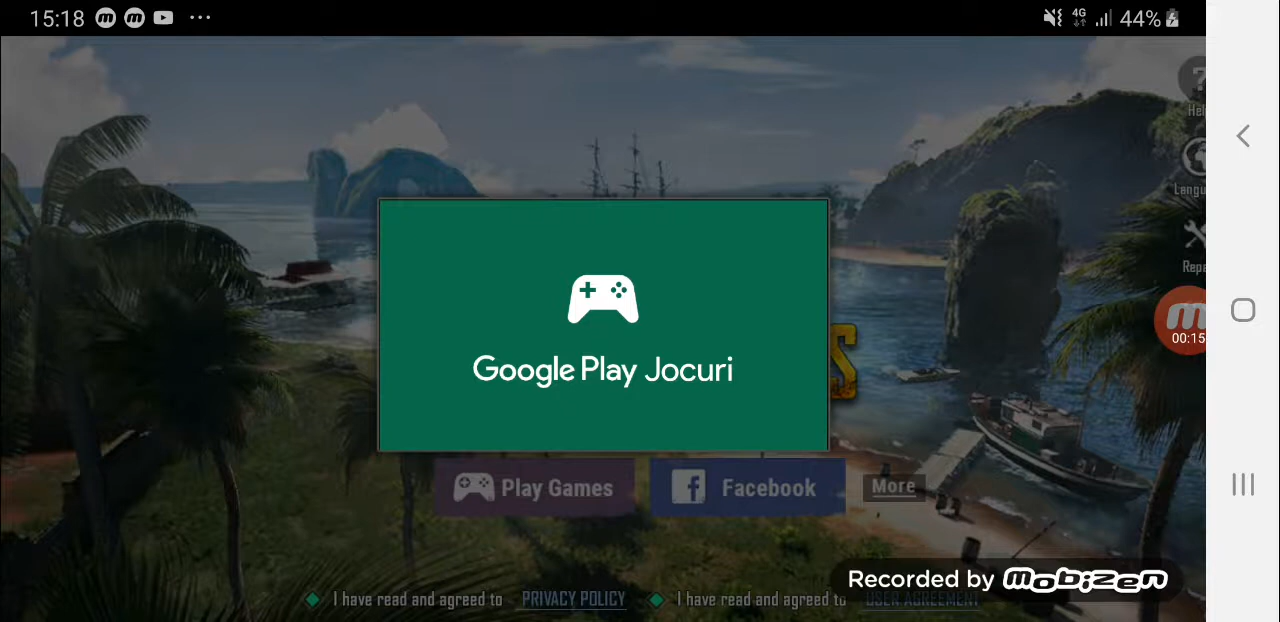 15:18
4G
44%
Google Play Jocuri
Play Games
Facebook
More
00:15
Recorded by mobizen
I have read and agreed to PRIVACY POLICY
I have read and agreed to USER AGREEMENT